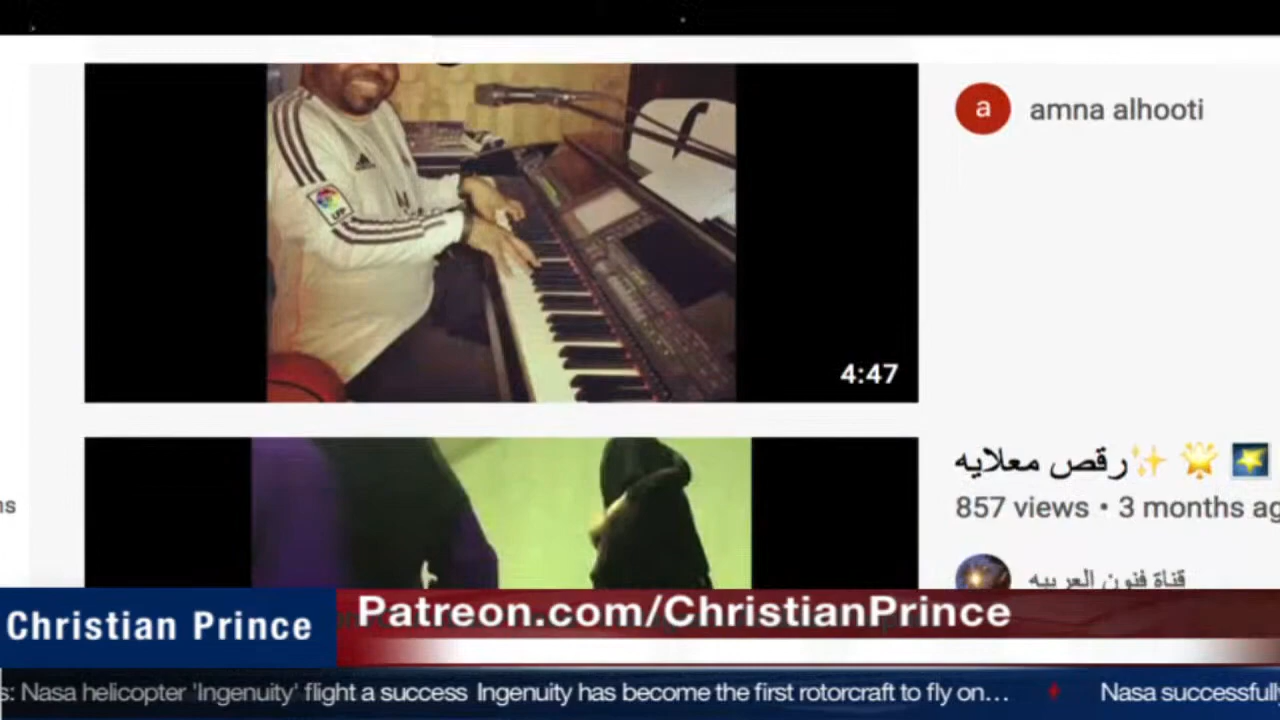 a
amna alhooti
4:47
رقص معلايه✨ 🌟
857 views • 3 months ag
قناة فنون العربيه
Christian Prince
Patreon.com/ChristianPrince
s: Nasa helicopter 'Ingenuity' flight a success Ingenuity has become the first rotorcraft to fly on… Nasa successfully